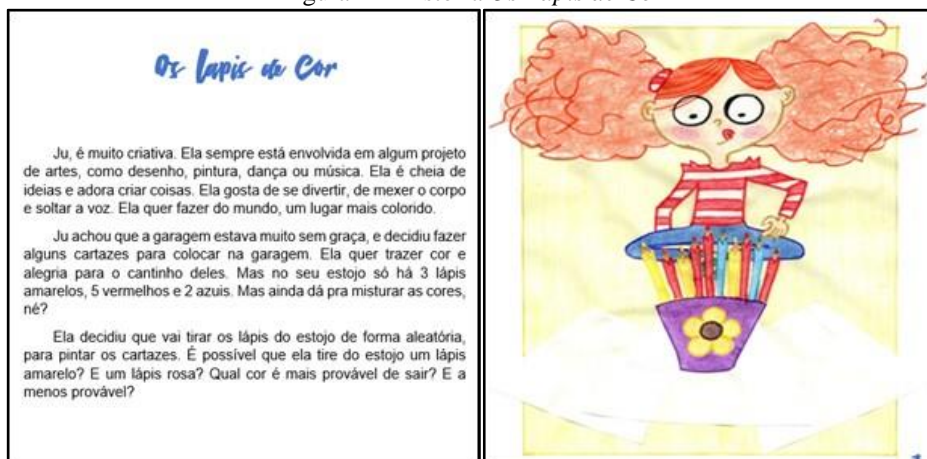 Os Lápis de Cor
Ju, é muito criativa. Ela sempre está envolvida em algum projeto
de artes, como desenho, pintura, dança ou música. Ela é cheia de
ideias e adora criar coisas. Ela gosta de se divertir, de mexer o corpo
e soltar a voz. Ela quer fazer do mundo, um lugar mais colorido.
Ju achou que a garagem estava muito sem graça, e decidiu fazer
alguns cartazes para colocar na garagem. Ela quer trazer cor e
alegria para o cantinho deles. Mas no seu estojo só há 3 lápis
amarelos, 5 vermelhos e 2 azuis. Mas ainda dá pra misturar as cores,
né?
Ela decidiu que vai tirar os lápis do estojo de forma aleatória,
para pintar os cartazes. É possível que ela tire do estojo um lápis
amarelo? E um lápis rosa? Qual cor é mais provável de sair? E a
menos provável?